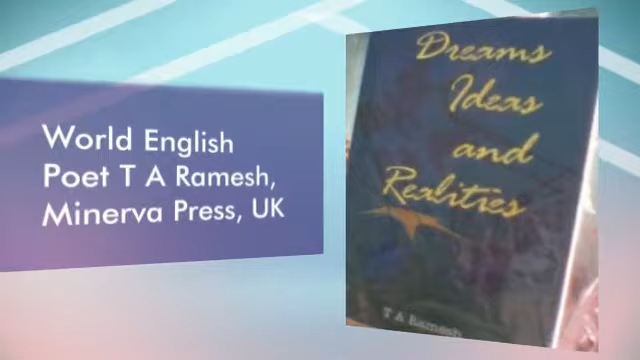 World English
Poet T A Ramesh,
Minerva Press, UK
Dreams
Ideas
and
Realities
T A Ramesh